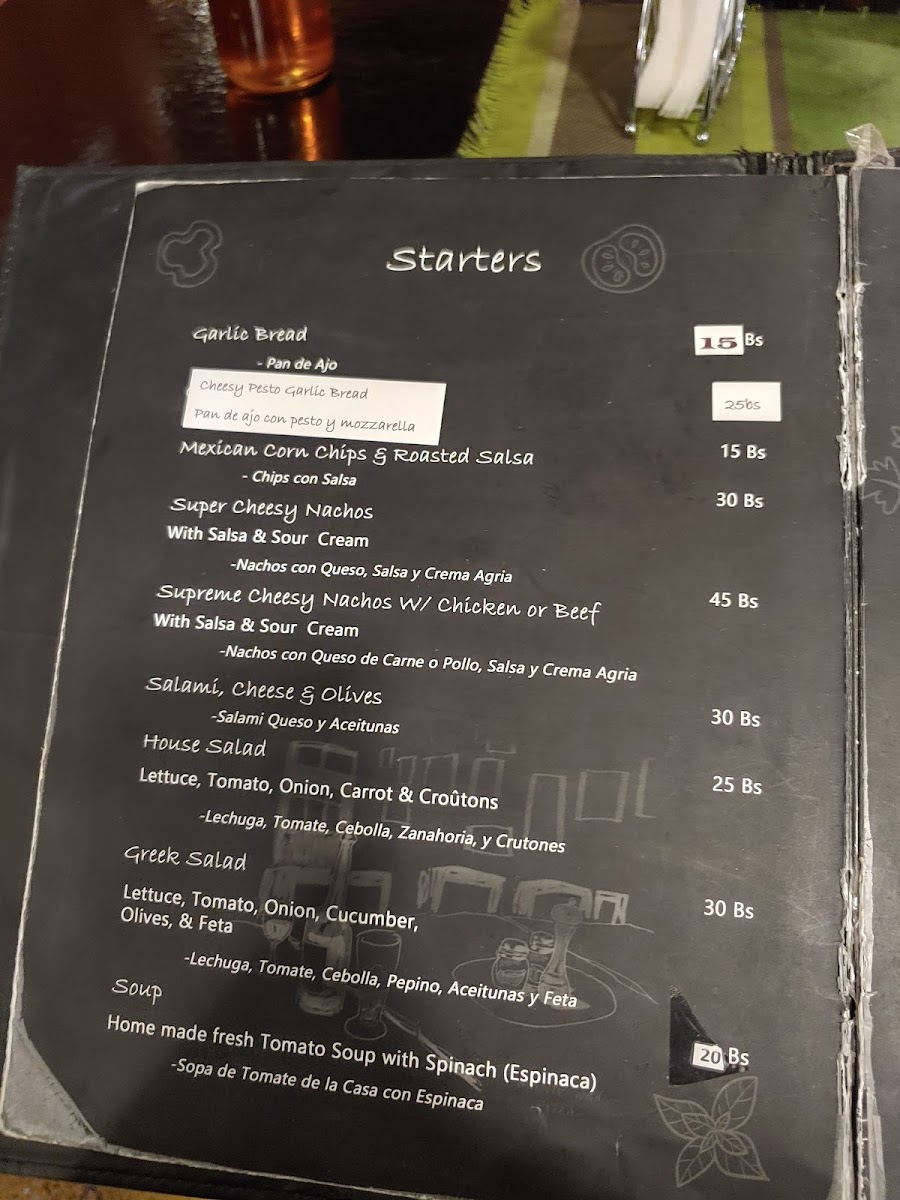 Starters
Garlic Bread 15 Bs
- Pan de Ajo
Cheesy Pesto Garlic Bread 25bs
Pan de ajo con pesto y mozzarella
Mexican Corn Chips & Roasted Salsa 15 Bs
- Chips con Salsa
Super Cheesy Nachos 30 Bs
With Salsa & Sour Cream
-Nachos con Queso, Salsa y Crema Agria
Supreme Cheesy Nachos W/ Chicken or Beef 45 Bs
With Salsa & Sour Cream
-Nachos con Queso de Carne o Pollo, Salsa y Crema Agria
Salami, Cheese & Olives 30 Bs
-Salami Queso y Aceitunas
House Salad 25 Bs
Lettuce, Tomato, Onion, Carrot & Croûtons
-Lechuga, Tomate, Cebolla, Zanahoria, y Crutones
Greek Salad 30 Bs
Lettuce, Tomato, Onion, Cucumber,
Olives, & Feta
-Lechuga, Tomate, Cebolla, Pepino, Aceitunas y Feta
Soup 20 Bs
Home made fresh Tomato Soup with Spinach (Espinaca)
-Sopa de Tomate de la Casa con Espinaca